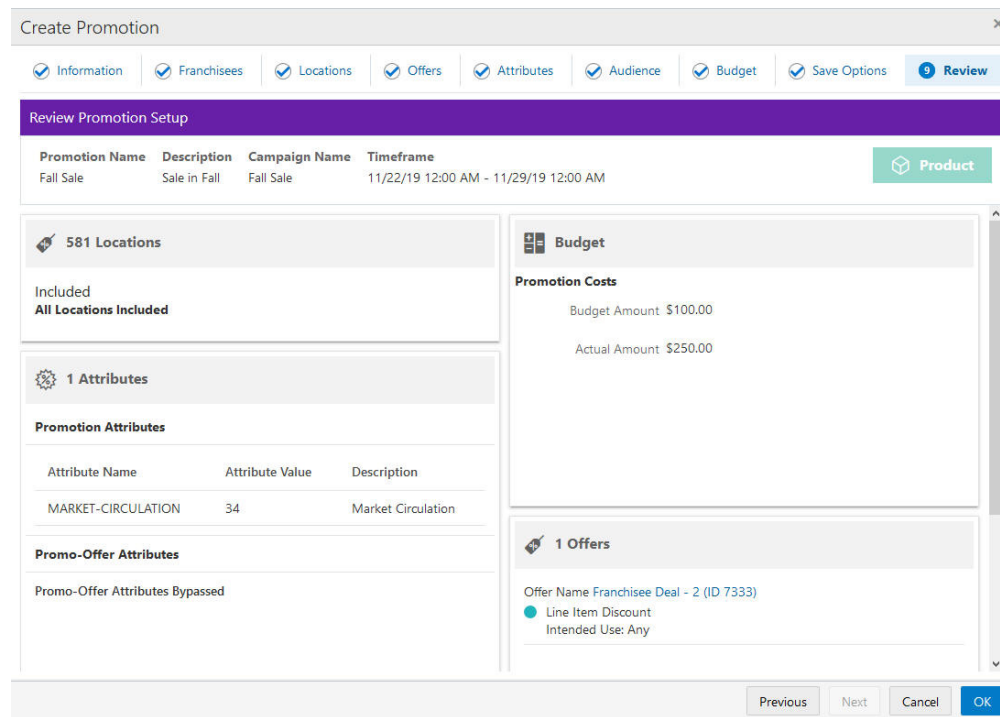 Create Promotion
Information Franchisees Locations Offers Attributes Audience Budget Save Options 9 Review
Review Promotion Setup
Promotion Name Description Campaign Name Timeframe
Fall Sale Sale in Fall Fall Sale 11/22/19 12:00 AM - 11/29/19 12:00 AM
Product
581 Locations
Included
All Locations Included
1 Attributes
Promotion Attributes
Attribute Name Attribute Value Description
MARKET-CIRCULATION 34 Market Circulation
Promo-Offer Attributes
Promo-Offer Attributes Bypassed
Budget
Promotion Costs
Budget Amount $100.00
Actual Amount $250.00
1 Offers
Offer Name Franchisee Deal - 2 (ID 7333)
Line Item Discount
Intended Use: Any
Previous Next Cancel OK